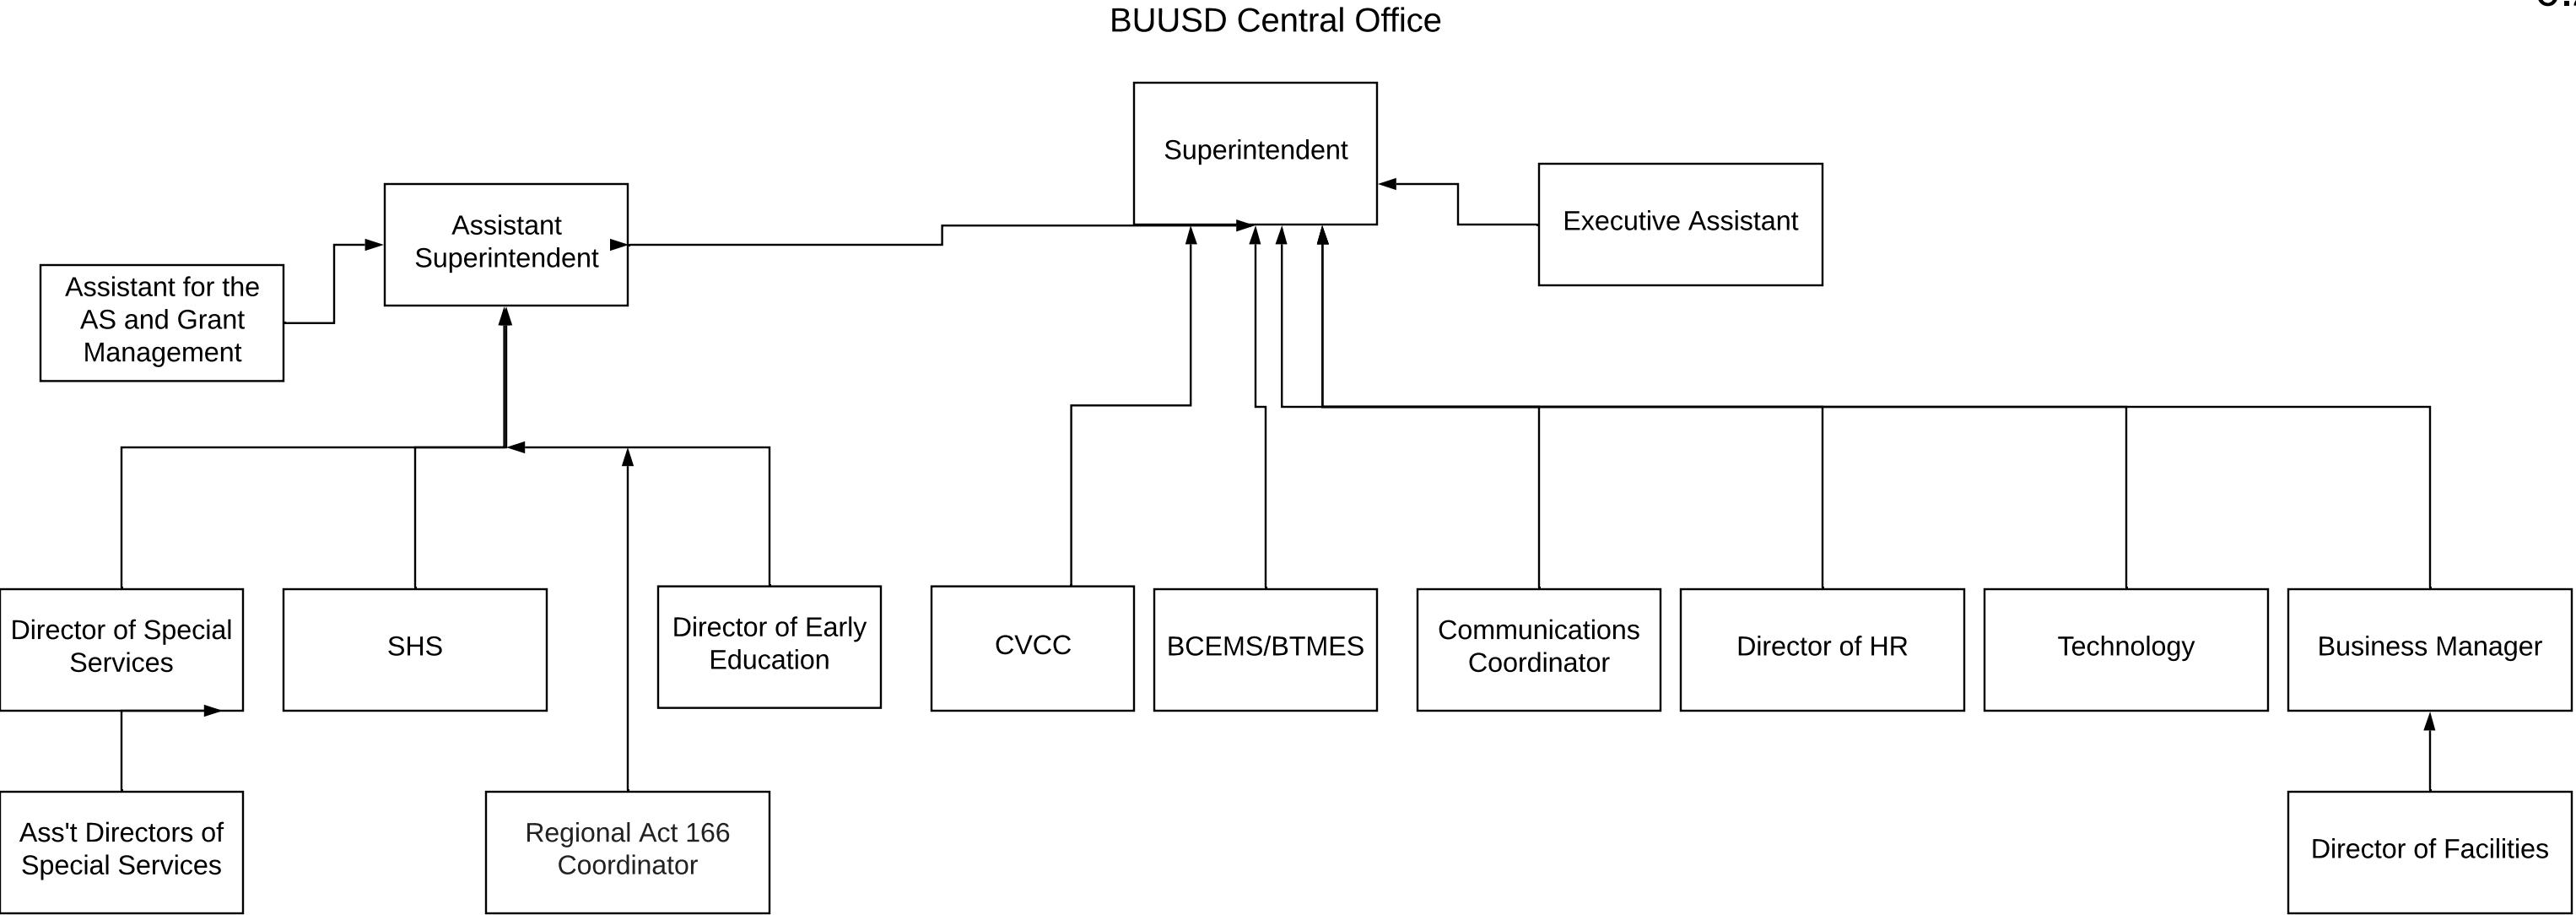 BUUSD Central Office
Superintendent
Executive Assistant
Assistant
Superintendent
Assistant for the
AS and Grant
Management
Director of Special
Services
SHS
Director of Early
Education
CVCC
BCEMS/BTMES
Communications
Coordinator
Director of HR
Technology
Business Manager
Ass't Directors of
Special Services
Regional Act 166
Coordinator
Director of Facilities